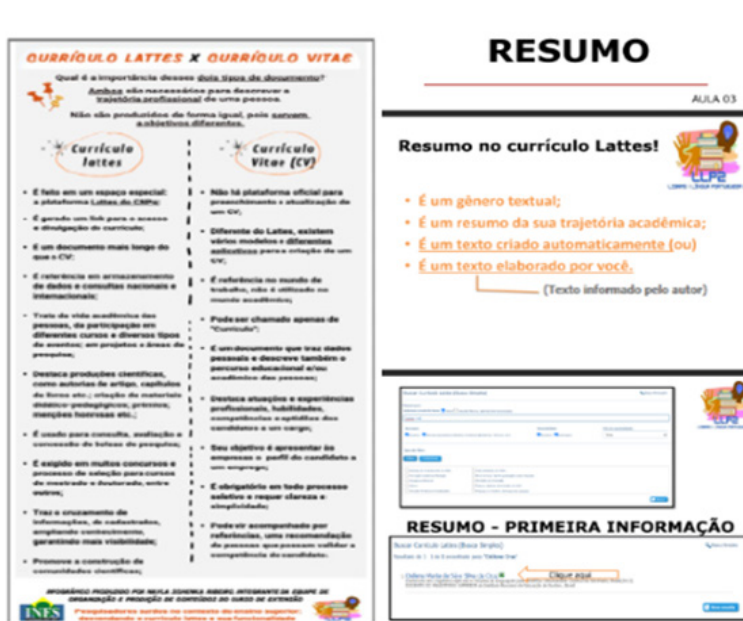 CURRÍCULO LATTES X CURRÍCULO VITAE
Qual é a importância desses dois tipos de documento?
Ambos são necessários para descrever a
trajetória profissional de uma pessoa.
Não são produzidos de forma igual, pois servem
a objetivos diferentes.
Currículo
lattes
• É feito em um espaço especial:
a plataforma Lattes do CNPq;
• É gerado um link para o acesso
e divulgação do currículo;
• É um documento mais longo do
que o CV;
• É referência em armazenamento
de dados e consultas nacionais e
internacionais;
• Trata da vida acadêmica das
pessoas, da participação em
diferentes cursos e diversos tipos
de eventos; em projetos e áreas de
pesquisa;
• Destaca produções científicas,
como autorias de artigo, capítulos
de livros etc.; criação de materiais
didático-pedagógicos, prêmios,
menções honrosas etc.;
• É usado para consulta, avaliação e
concessão de bolsas de pesquisa;
• É exigido em muitos concursos e
processo de seleção para cursos
de mestrado e doutorado, entre
outros;
• Traz o cruzamento de
informações, de cadastrados,
ampliando conhecimento,
garantindo mais visibilidade;
• Promove a construção de
comunidades científicas;
Currículo
Vitae (CV)
• Não há plataforma oficial para
preenchimento e atualização de
um CV;
• Diferente do Lattes, existem
vários modelos e diferentes
aplicativos para a criação de um
CV;
• É referência no mundo do
trabalho, não é utilizado no
mundo acadêmico;
• Pode ser chamado apenas de
"Currículo";
• É um documento que traz dados
pessoais e descreve também o
percurso educacional e/ou
acadêmico das pessoas;
• Destaca atuações e experiências
profissionais, habilidades,
competências e aptidões dos
candidatos a um cargo;
• Seu objetivo é apresentar às
empresas o perfil do candidato a
um emprego;
• É obrigatório em todo processo
seletivo e requer clareza e
simplicidade;
• Pode vir acompanhado por
referências, uma recomendação
de pessoas que possam validar a
competência do candidato.
INES
Pesquisadores surdos no contexto do ensino superior:
RESUMO
AULA 03
Resumo no currículo Lattes!
LLP2
• É um gênero textual;
• É um resumo da sua trajetória acadêmica;
• É um texto criado automaticamente (ou)
• É um texto elaborado por você.
(Texto informado pelo autor)
RESUMO - PRIMEIRA INFORMAÇÃO
Buscar Currículo Lattes (Busca Simples)
Clique aqui